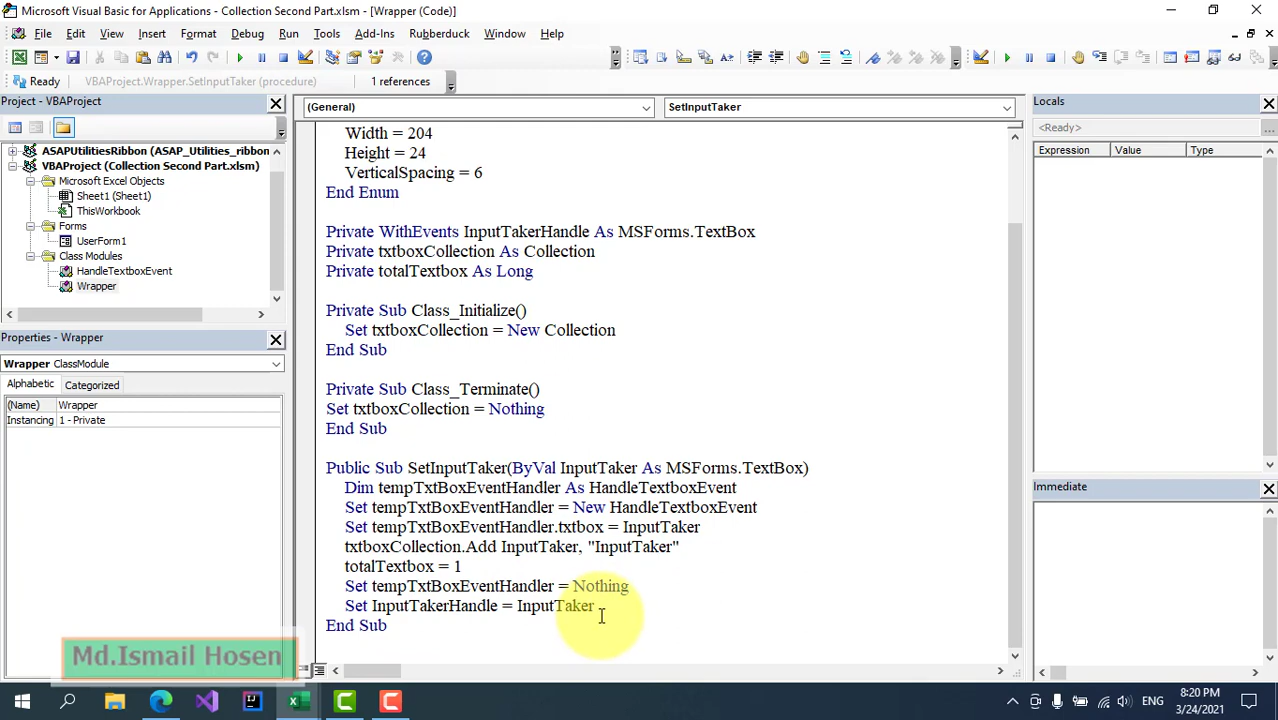 Microsoft Visual Basic for Applications - Collection Second Part.xlsm - [Wrapper (Code)]
File Edit View Insert Format Debug Run Tools Add-Ins Rubberduck Window Help
Ready VBAProject.Wrapper.SetInputTaker (procedure) 1 references
Project - VBAProject
ASAPUtilitiesRibbon (ASAP_Utilities_ribbon
VBAProject (Collection Second Part.xlsm)
Microsoft Excel Objects
Sheet1 (Sheet1)
ThisWorkbook
Forms
UserForm1
Class Modules
HandleTextboxEvent
Wrapper
Properties - Wrapper
Wrapper ClassModule
Alphabetic Categorized
(Name) Wrapper
Instancing 1 - Private
(General) SetInputTaker
Width = 204
Height = 24
VerticalSpacing = 6
End Enum
Private WithEvents InputTakerHandle As MSForms.TextBox
Private txtboxCollection As Collection
Private totalTextbox As Long
Private Sub Class_Initialize()
Set txtboxCollection = New Collection
End Sub
Private Sub Class_Terminate()
Set txtboxCollection = Nothing
End Sub
Public Sub SetInputTaker(ByVal InputTaker As MSForms.TextBox)
Dim tempTxtBoxEventHandler As HandleTextboxEvent
Set tempTxtBoxEventHandler = New HandleTextboxEvent
Set tempTxtBoxEventHandler.txtbox = InputTaker
txtboxCollection.Add InputTaker, "InputTaker"
totalTextbox = 1
Set tempTxtBoxEventHandler = Nothing
Set InputTakerHandle = InputTaker
End Sub
Locals
<Ready>
Expression Value Type
Immediate
Md.Ismail Hosen
ENG
8:20 PM
3/24/2021